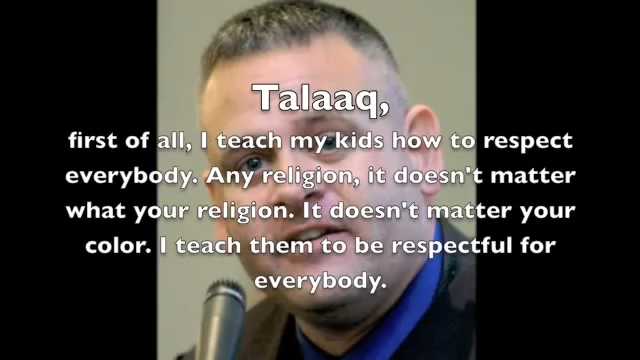 Talaaq,
first of all, I teach my kids how to respect
everybody. Any religion, it doesn't matter
what your religion. It doesn't matter your
color. I teach them to be respectful for
everybody.